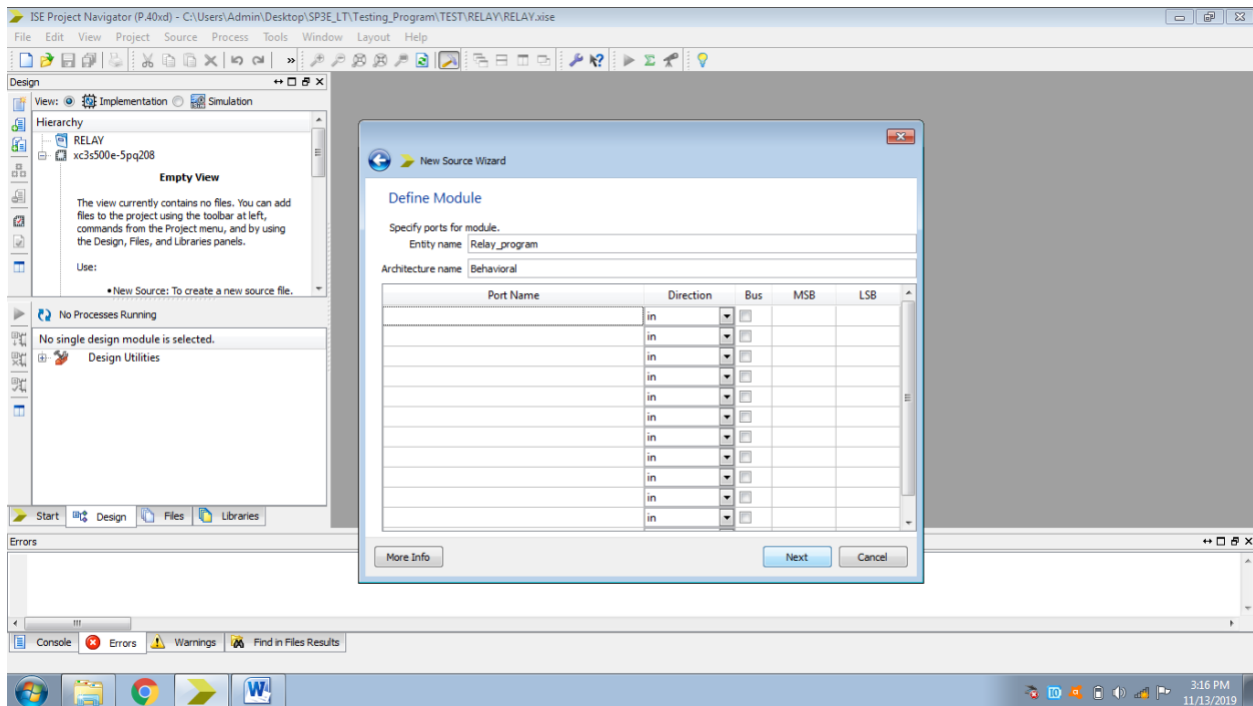 ISE Project Navigator (P.40xd) - C:\Users\Admin\Desktop\SP3E_LT\Testing_Program\TEST\RELAY\RELAY.xise
File Edit View Project Source Process Tools Window Layout Help
Design
View: Implementation Simulation
Hierarchy
RELAY
xc3s500e-5pq208
Empty View
The view currently contains no files. You can add
files to the project using the toolbar at left,
commands from the Project menu, and by using
the Design, Files, and Libraries panels.
Use:
•New Source: To create a new source file.
No Processes Running
No single design module is selected.
Design Utilities
Start Design Files Libraries
New Source Wizard
Define Module
Specify ports for module.
Entity name Relay_program
Architecture name Behavioral
Port Name Direction Bus MSB LSB
in
in
in
in
in
in
in
in
in
in
in
More Info Next Cancel
Errors
Console Errors Warnings Find in Files Results
3:16 PM
11/13/2019